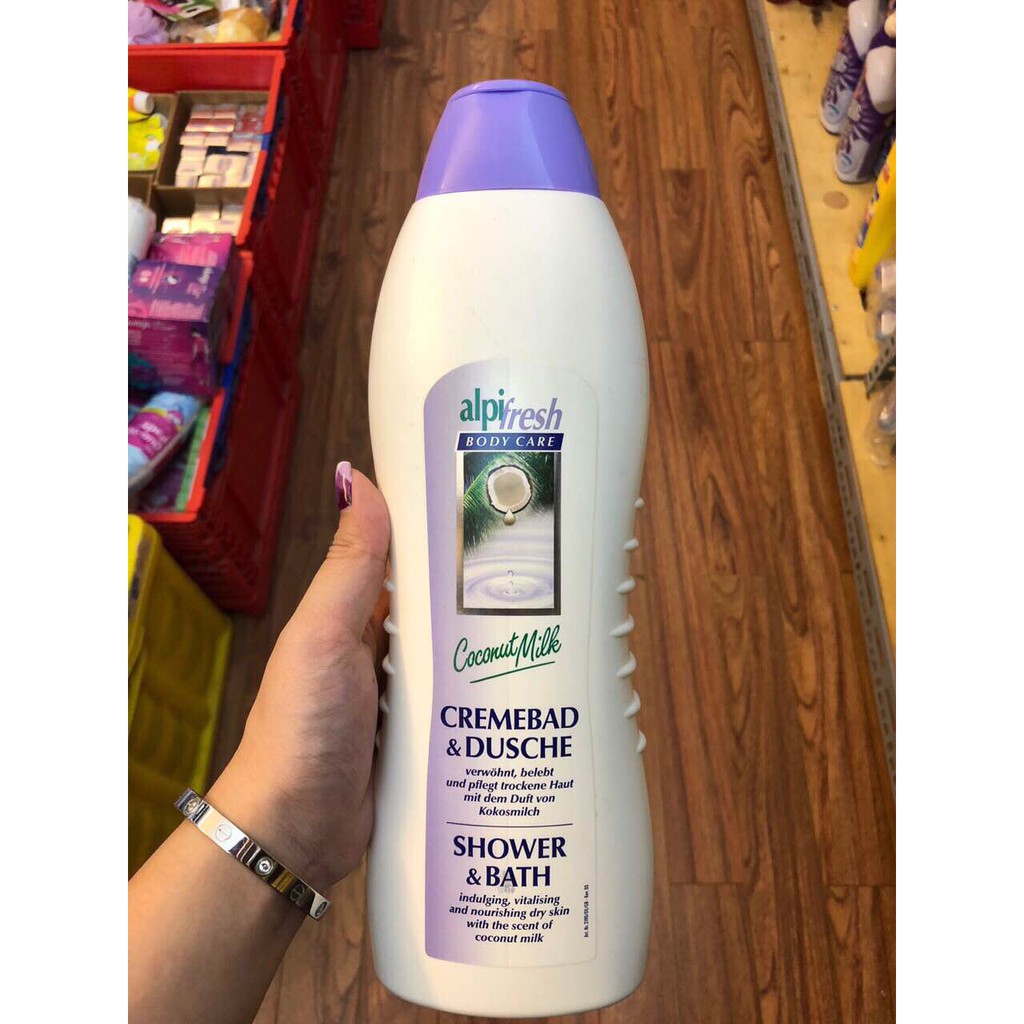 alpifresh
BODY CARE
Coconut Milk
CREMEBAD
& DUSCHE
verwöhnt, belebt
und pflegt trockene Haut
mit dem Duft von
Kokosmilch
SHOWER
& BATH
indulging, vitalising
and nourishing dry skin
with the scent of
coconut milk